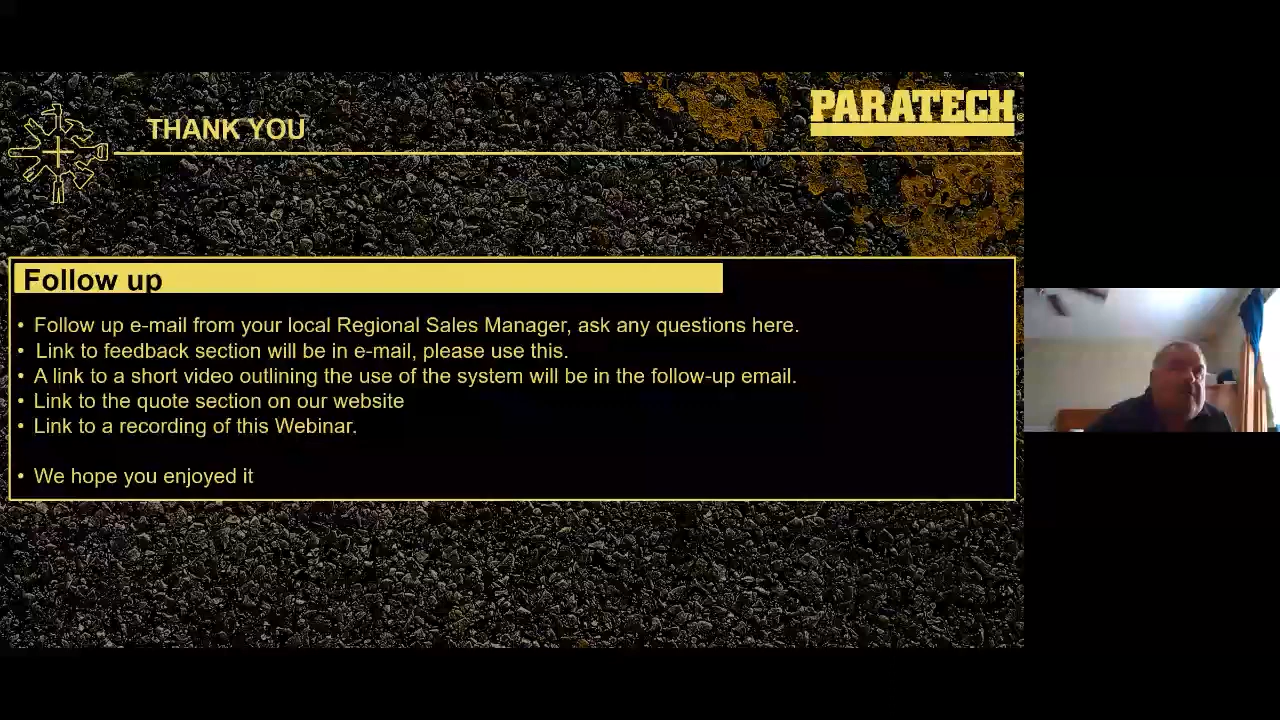 PARATECH
THANK YOU
Follow up
• Follow up e-mail from your local Regional Sales Manager, ask any questions here.
• Link to feedback section will be in e-mail, please use this.
• A link to a short video outlining the use of the system will be in the follow-up email.
• Link to the quote section on our website
• Link to a recording of this Webinar.
• We hope you enjoyed it